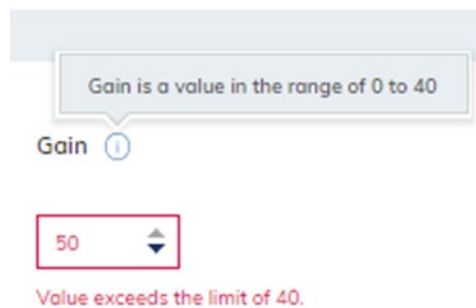 Gain is a value in the range of 0 to 40
Gain i
50
Value exceeds the limit of 40.